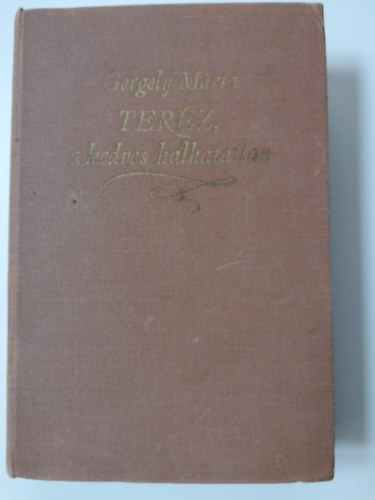 Gergely Márta
TERÉZ,
a kedves halhatatlan